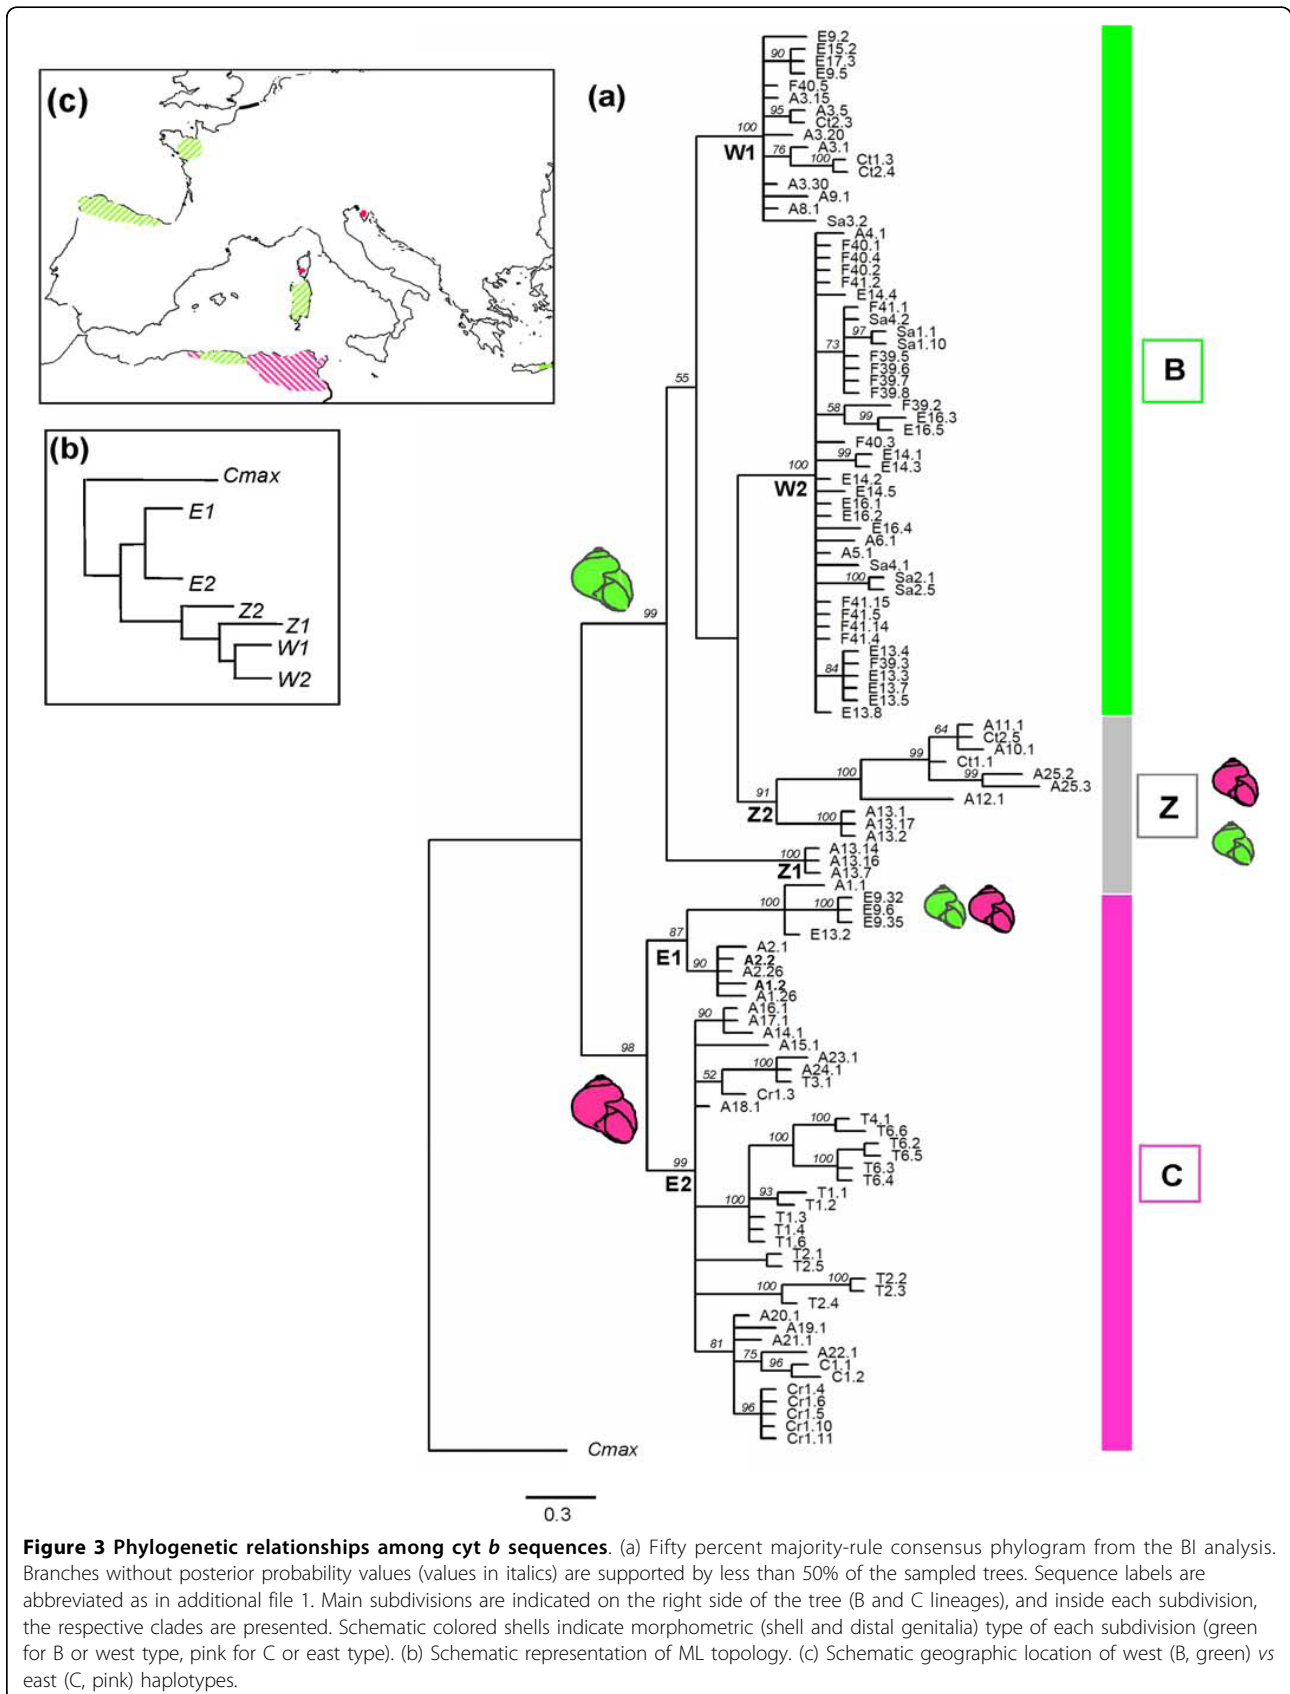 (c)
(b)
Cmax
E1
E2
Z2
Z1
W1
W2
(a)
E9.2
90
E15.2
E17.3
E9.5
F40.5
A3.15
95
A3.5
Ct2.3
100
W1
A3.20
76
A3.1
100
Ct1.3
Ct2.4
A3.30
A9.1
A8.1
Sa3.2
A4.1
F40.1
F40.4
F40.2
F41.2
E14.4
F41.1
Sa4.2
97
Sa1.1
Sa1.10
73
F39.5
F39.6
F39.7
F39.8
55
58
F39.2
99
E16.3
E16.5
F40.3
99
E14.1
E14.3
100
W2
E14.2
E14.5
E16.1
E16.2
E16.4
A6.1
A5.1
Sa4.1
100
Sa2.1
Sa2.5
F41.15
F41.5
F41.14
F41.4
99
E13.4
F39.3
84
E13.3
E13.7
E13.5
E13.8
B
64
A11.1
Ct2.5
A10.1
99
Ct1.1
99
A25.2
A25.3
100
A12.1
91
Z2
A13.1
100
A13.17
A13.2
A13.14
100
A13.16
Z1
A13.7
Z
A1.1
100
100
E9.32
E9.6
E9.35
E13.2
87
E1
A2.1
A2.2
90
A2.26
A1.2
A1.26
98
90
A16.1
A17.1
A14.1
A15.1
100
A23.1
A24.1
T3.1
52
Cr1.3
A18.1
100
T4.1
T6.6
100
T6.2
T6.5
100
T6.3
T6.4
99
E2
100
93
T1.1
T1.2
T1.3
T1.4
T1.6
T2.1
T2.5
100
T2.2
T2.3
100
T2.4
A20.1
A19.1
A21.1
81
75
A22.1
96
C1.1
C1.2
Cr1.4
Cr1.6
96
Cr1.5
Cr1.10
Cr1.11
C
Cmax
0.3
Figure 3 Phylogenetic relationships among cyt b sequences. (a) Fifty percent majority-rule consensus phylogram from the BI analysis.
Branches without posterior probability values (values in italics) are supported by less than 50% of the sampled trees. Sequence labels are
abbreviated as in additional file 1. Main subdivisions are indicated on the right side of the tree (B and C lineages), and inside each subdivision,
the respective clades are presented. Schematic colored shells indicate morphometric (shell and distal genitalia) type of each subdivision (green
for B or west type, pink for C or east type). (b) Schematic representation of ML topology. (c) Schematic geographic location of west (B, green) vs
east (C, pink) haplotypes.